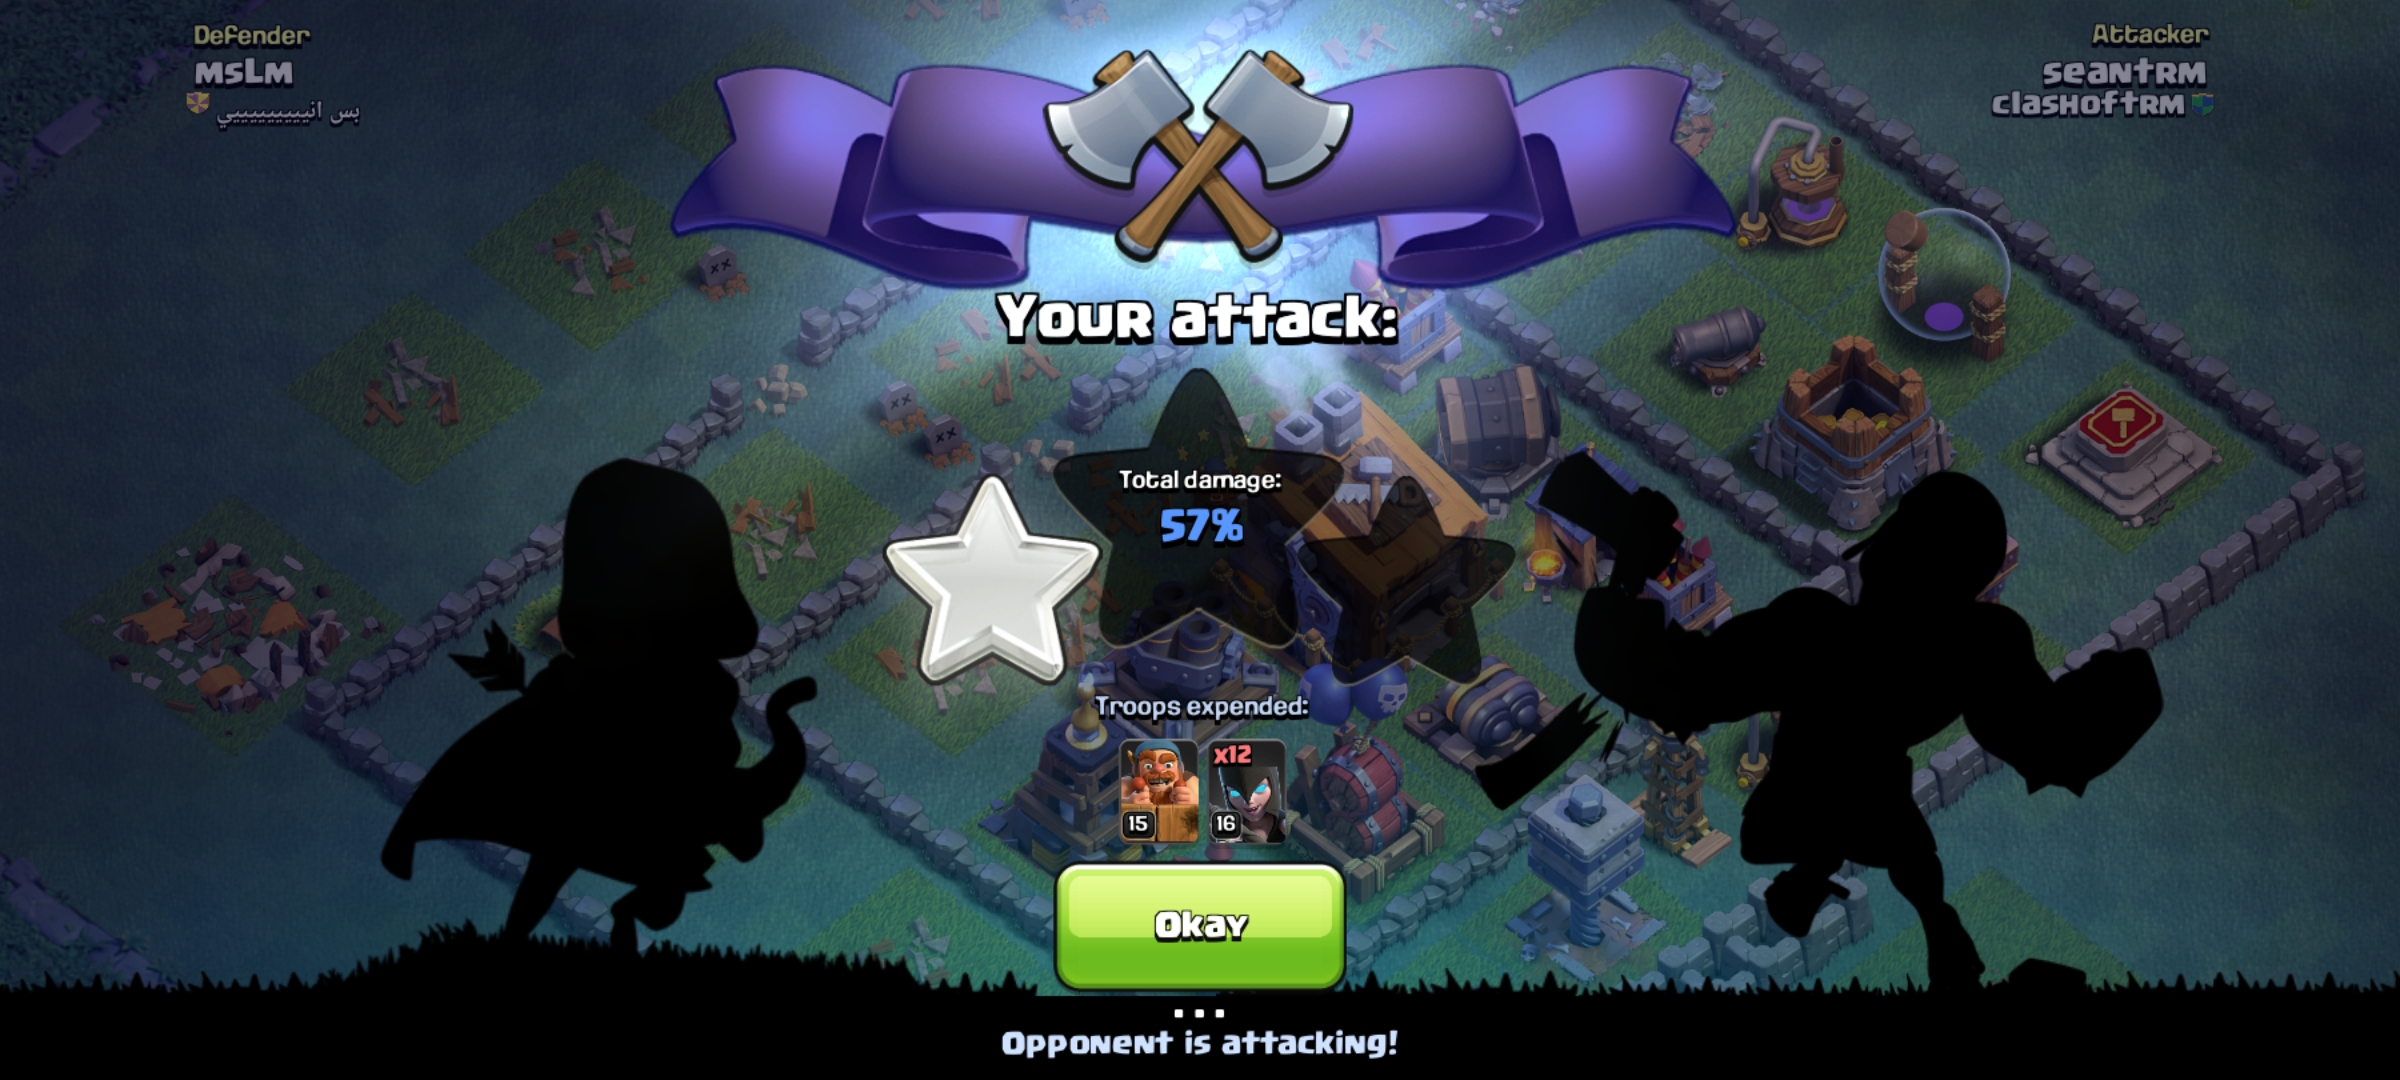 Defender
MSLM
بس انيييييييييي
Attacker
seanTRM
clashofTRM
Your attack:
Total damage:
57%
Troops expended:
x12
15
16
Okay
...
Opponent is attacking!